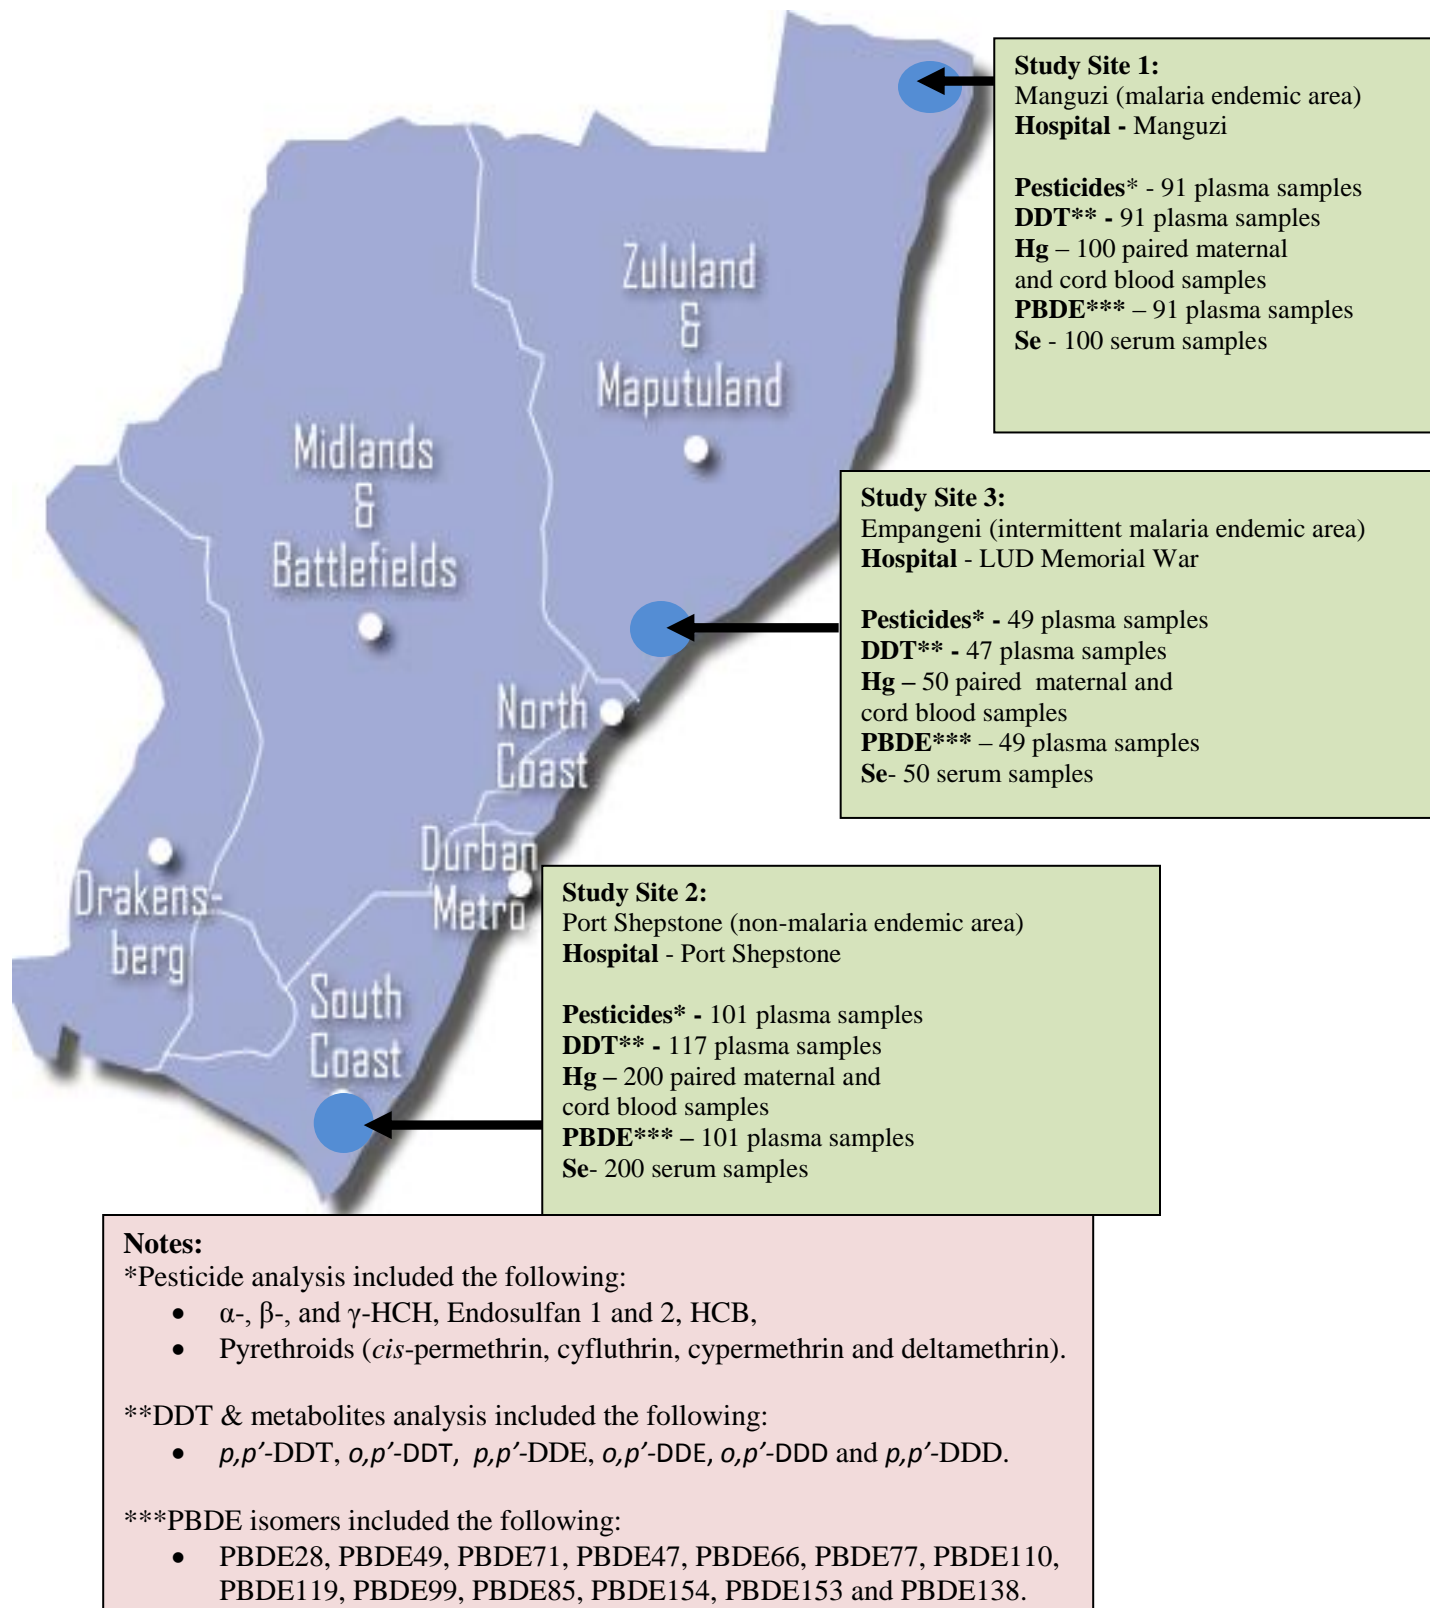 Study Site 1:
Manguzi (malaria endemic area)
Hospital - Manguzi
Pesticides* - 91 plasma samples
DDT** - 91 plasma samples
Hg – 100 paired maternal
and cord blood samples
PBDE*** – 91 plasma samples
Se - 100 serum samples
Zululand
&
Maputuland
Midlands
&
Battlefields
Study Site 3:
Empangeni (intermittent malaria endemic area)
Hospital - LUD Memorial War
Pesticides* - 49 plasma samples
DDT** - 47 plasma samples
Hg – 50 paired  maternal and
cord blood samples
PBDE*** – 49 plasma samples
Se- 50 serum samples
North
Coast
Durban
Metro
Drakens-
berg
South
Coast
Study Site 2:
Port Shepstone (non-malaria endemic area)
Hospital - Port Shepstone
Pesticides* - 101 plasma samples
DDT** - 117 plasma samples
Hg – 200 paired maternal and
cord blood samples
PBDE*** – 101 plasma samples
Se- 200 serum samples
Notes:
*Pesticide analysis included the following:
• α-, β-, and γ-HCH, Endosulfan 1 and 2, HCB,
• Pyrethroids (cis-permethrin, cyfluthrin, cypermethrin and deltamethrin).
**DDT & metabolites analysis included the following:
• p,p’-DDT, o,p’-DDT,  p,p’-DDE, o,p’-DDE, o,p’-DDD and p,p’-DDD.
***PBDE isomers included the following:
• PBDE28, PBDE49, PBDE71, PBDE47, PBDE66, PBDE77, PBDE110,
PBDE119, PBDE99, PBDE85, PBDE154, PBDE153 and PBDE138.